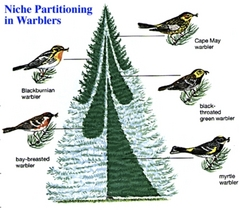 Niche Partitioning
in Warblers
Cape May
warbler
Blackburnian
warbler
black-
throated
green warbler
bay-breasted
warbler
myrtle
warbler